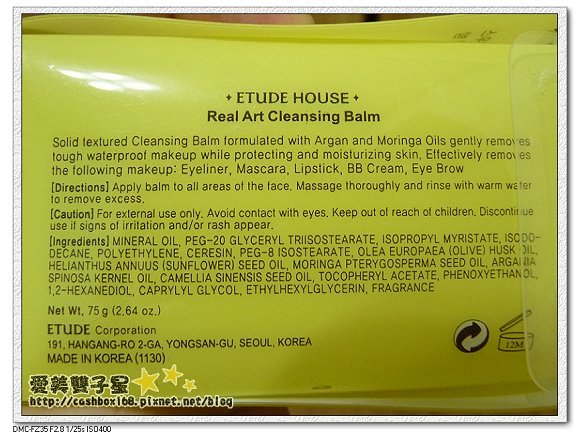 ETUDE HOUSE
Real Art Cleansing Balm
Solid textured Cleansing Balm formulated with Argan and Moringa Oils gently removes
tough waterproof makeup while protecting and moisturizing skin. Effectively removes
the following makeup: Eyeliner, Mascara, Lipstick, BB Cream, Eye Brow
[Directions] Apply balm to all areas of the face. Massage thoroughly and rinse with warm water
to remove excess.
[Caution] For external use only. Avoid contact with eyes. Keep out of reach of children. Discontinue
use if signs of irritation and/or rash appear.
[Ingredients] MINERAL OIL, PEG-20 GLYCERYL TRIISOSTEARATE, ISOPROPYL MYRISTATE, ISODO-
DECANE, POLYETHYLENE, CERESIN, PEG-8 ISOSTEARATE, OLEA EUROPAEA (OLIVE) HUSK OIL,
HELIANTHUS ANNUUS (SUNFLOWER) SEED OIL, MORINGA PTERYGOSPERMA SEED OIL, ARGANIA
SPINOSA KERNEL OIL, CAMELLIA SINENSIS SEED OIL, TOCOPHERYL ACETATE, PHENOXYETHANOL,
1,2-HEXANEDIOL, CAPRYLYL GLYCOL, ETHYLHEXYLGLYCERIN, FRAGRANCE
Net Wt. 75 g (2.64 oz.)
ETUDE Corporation
191, HANGANG-RO 2-GA, YONGSAN-GU, SEOUL, KOREA
MADE IN KOREA (1130)
12M
愛美雙子星
http://cashbox168.pixnet.net/blog
DMC-FZ35 F2.8 1/25s ISO400